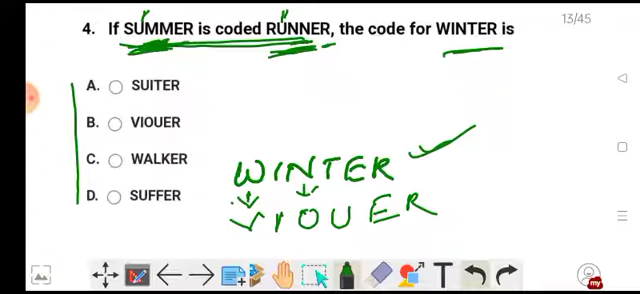 13/45
4. If SUMMER is coded RUNNER, the code for WINTER is
A. SUITER
B. VIOUER
C. WALKER
D. SUFFER
WINTER
VIOUER
T
my